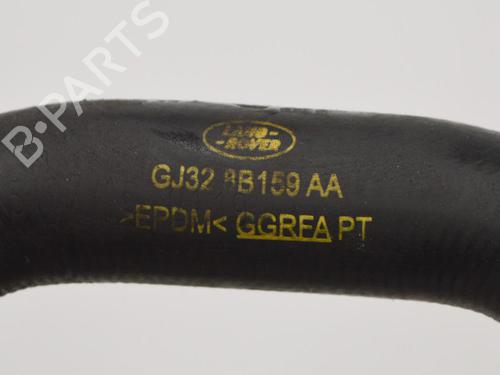 LAND-
-ROVER
GJ32 8B159 AA
>EPDM< GGRFA PT
B-PARTS